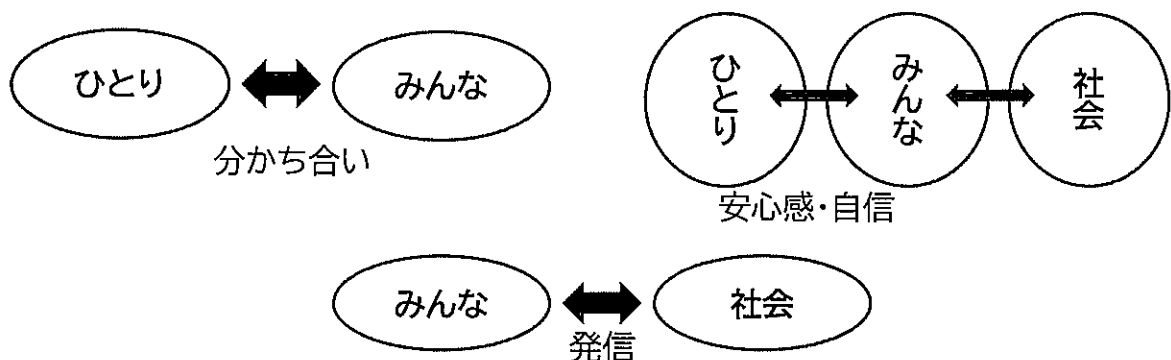 ひとり
みんな
分かち合い
ひとり
みんな
社会
安心感・自信
みんな
社会
発信